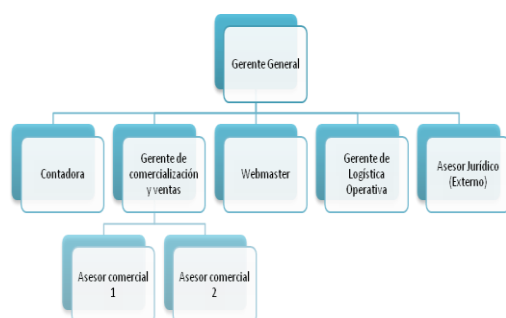 Gerente General
Contadora
Gerente de
comercialización
y ventas
Webmaster
Gerente de
Logística
Operativa
Asesor Jurídico
(Externo)
Asesor comercial
1
Asesor comercial
2